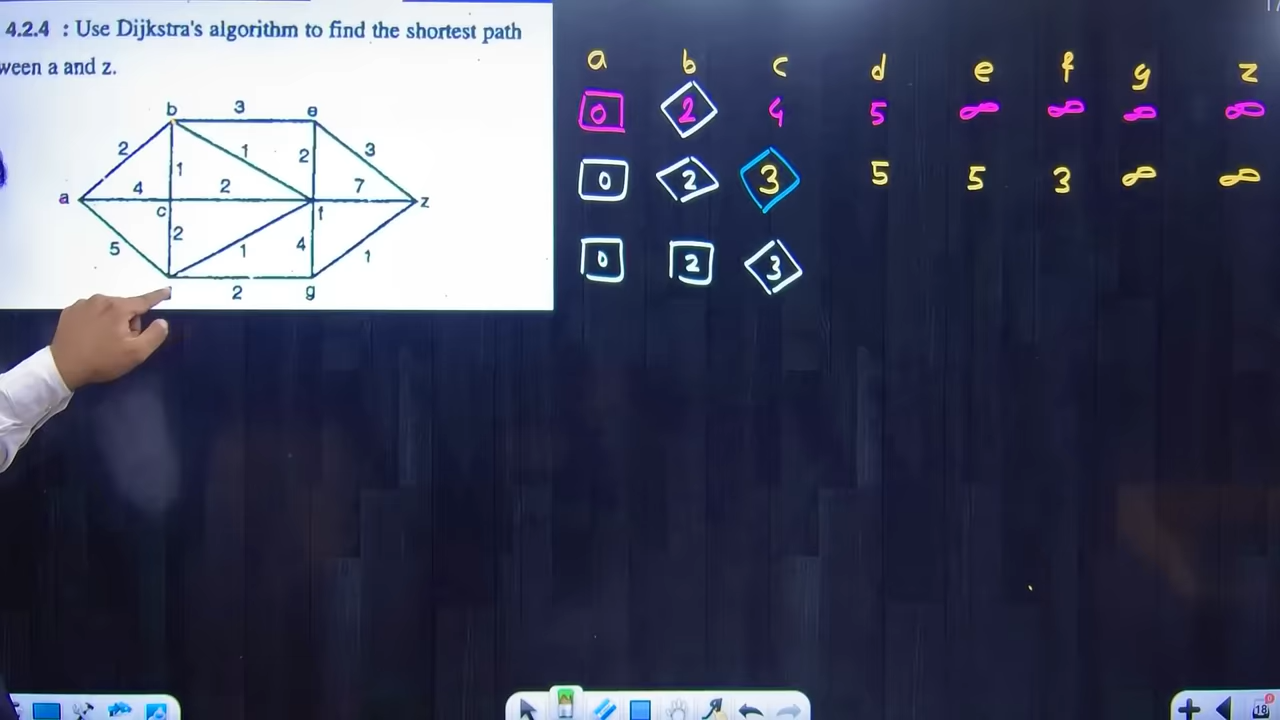 4.2.4 : Use Dijkstra's algorithm to find the shortest path
ween a and z.
b 3 e
2 1 1 2 3
a 4 2 7 z
c f
5 2 1 4 1
2 g
a b c d e f g z
0 2 4 5 ∞ ∞ ∞ ∞
0 2 3 5 5 3 ∞ ∞
0 2 3
18